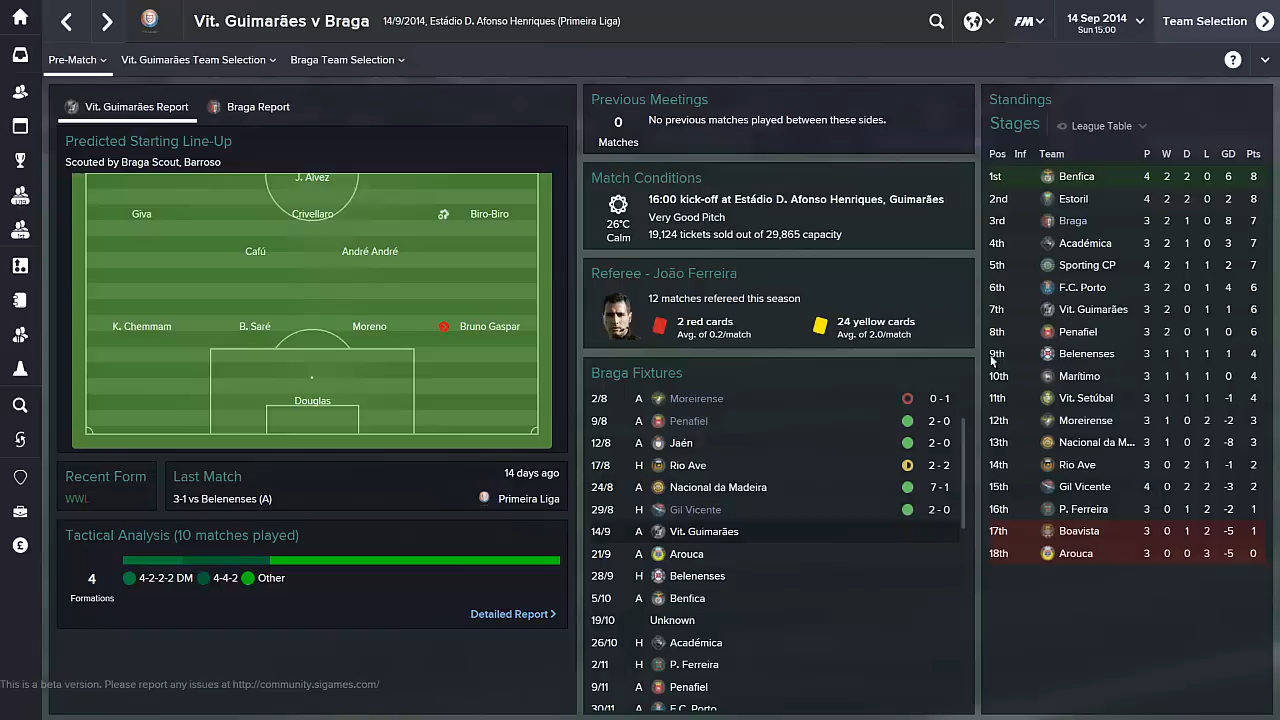 Vit. Guimarães v Braga
14/9/2014, Estádio D. Afonso Henriques (Primeira Liga)
FM
14 Sep 2014
Sun 15:00
Team Selection
Pre-Match
Vit. Guimarães Team Selection
Braga Team Selection
?
Vit. Guimarães Report
Braga Report
Predicted Starting Line-Up
Scouted by Braga Scout, Barroso
J. Alvez
Giva Crivellaro Biro-Biro
Cafú André André
K. Chemmam B. Saré Moreno Bruno Gaspar
Douglas
Recent Form
WWL
Last Match
14 days ago
3-1 vs Belenenses (A)
Primeira Liga
Tactical Analysis (10 matches played)
4
Formations
4-2-2-2 DM 4-4-2 Other
Detailed Report >
This is a beta version. Please report any issues at http://community.sigames.com/
Previous Meetings
0
Matches
No previous matches played between these sides.
Match Conditions
26°C
Calm
16:00 kick-off at Estádio D. Afonso Henriques, Guimarães
Very Good Pitch
19,124 tickets sold out of 29,865 capacity
Referee - João Ferreira
12 matches refereed this season
2 red cards
Avg. of 0.2/match
24 yellow cards
Avg. of 2.0/match
Braga Fixtures
2/8 A Moreirense 0 - 1
9/8 A Penafiel 2 - 0
12/8 A Jaén 2 - 0
17/8 H Rio Ave 2 - 2
24/8 A Nacional da Madeira 7 - 1
29/8 H Gil Vicente 2 - 0
14/9 A Vit. Guimarães
21/9 A Arouca
28/9 H Belenenses
5/10 A Benfica
19/10 Unknown
26/10 H Académica
2/11 H P. Ferreira
9/11 A Penafiel
30/11 A F.C. Porto
Standings
Stages
League Table
Pos Inf Team P W D L GD Pts
1st Benfica 4 2 2 0 6 8
2nd Estoril 4 2 2 0 2 8
3rd Braga 3 2 1 0 8 7
4th Académica 3 2 1 0 3 7
5th Sporting CP 4 2 1 1 2 7
6th F.C. Porto 3 2 0 1 4 6
7th Vit. Guimarães 3 2 0 1 1 6
8th Penafiel 3 2 0 1 0 6
9th Belenenses 3 1 1 1 1 4
10th Marítimo 3 1 1 1 0 4
11th Vit. Setúbal 3 1 1 1 -1 4
12th Moreirense 3 1 0 2 -2 3
13th Nacional da M... 3 1 0 2 -8 3
14th Rio Ave 3 0 2 1 -1 2
15th Gil Vicente 4 0 2 2 -3 2
16th P. Ferreira 3 0 1 2 -2 1
17th Boavista 3 0 1 2 -5 1
18th Arouca 3 0 0 3 -5 0